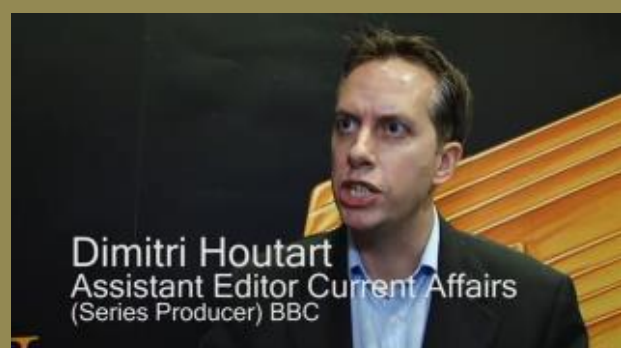 Dimitri Houtart
Assistant Editor Current Affairs
(Series Producer) BBC